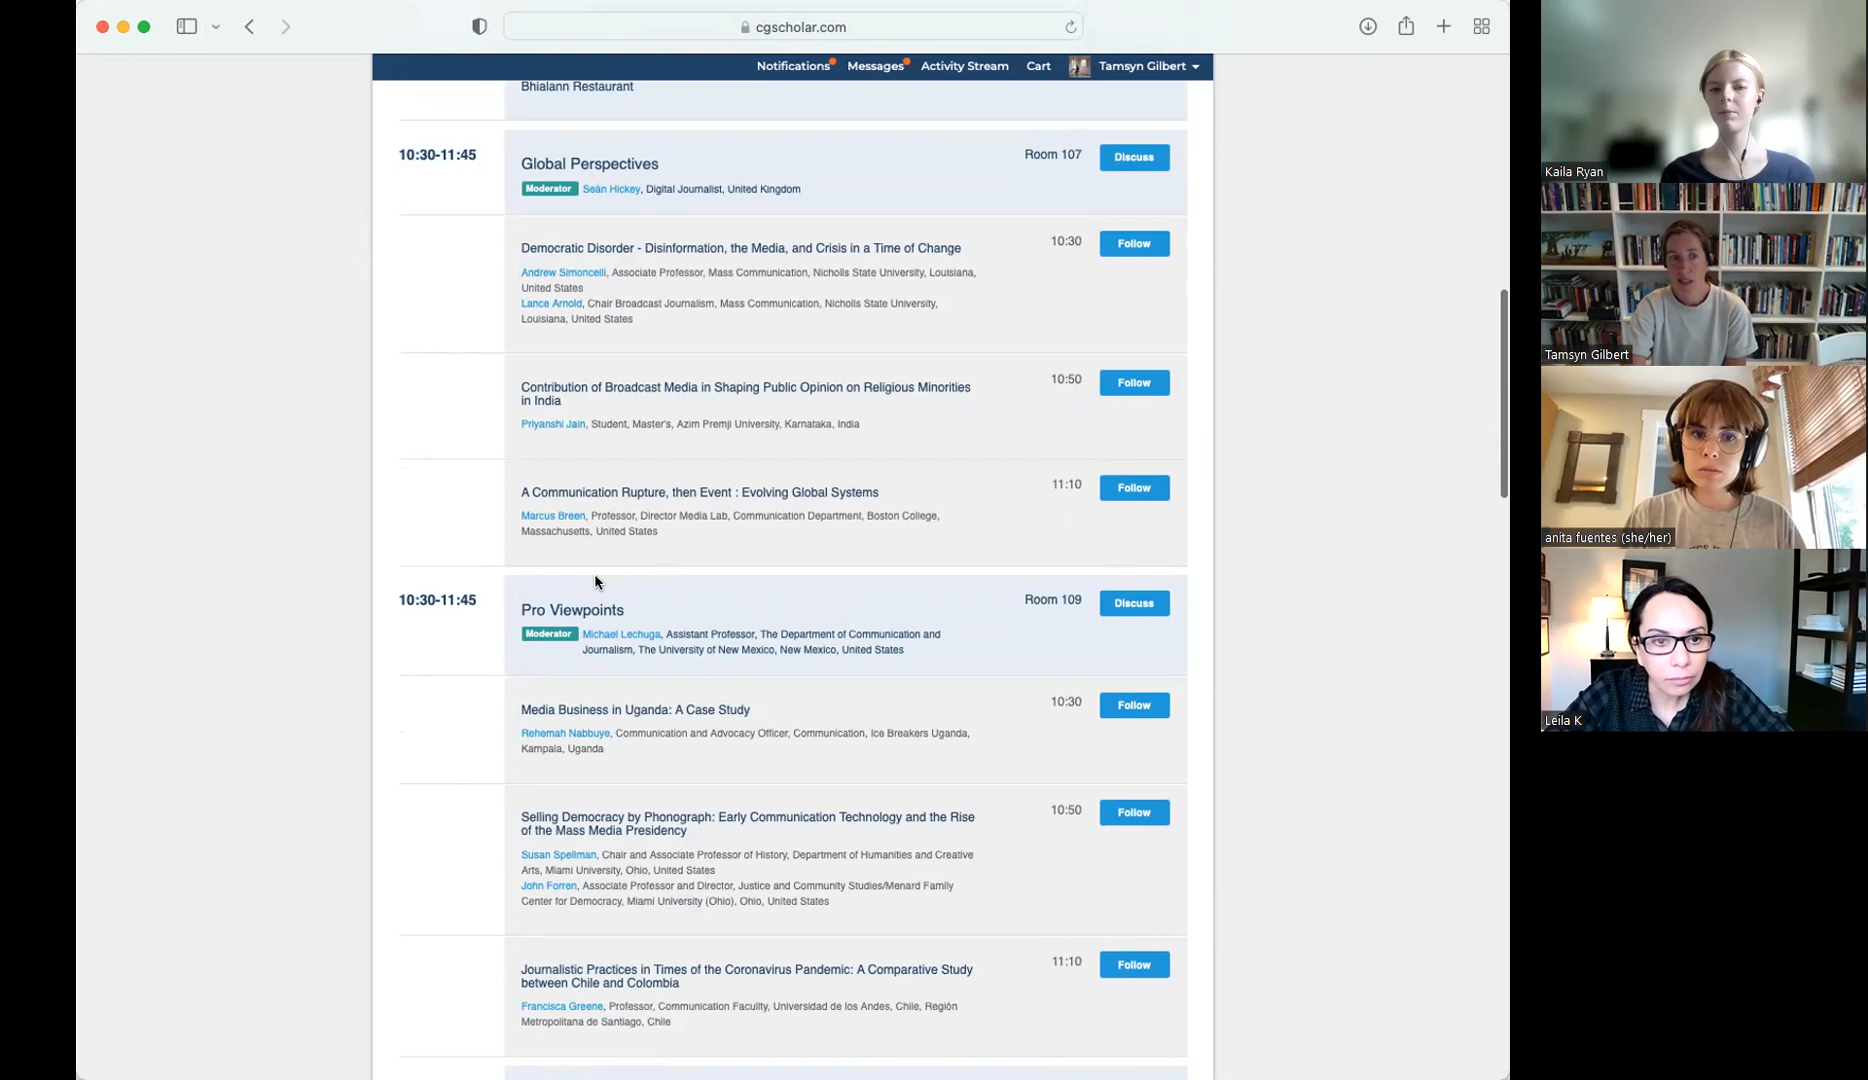 cgscholar.com
Notifications Messages Activity Stream Cart Tamsyn Gilbert
Bhialann Restaurant
10:30-11:45
Global Perspectives
Room 107
Discuss
Moderator Seán Hickey, Digital Journalist, United Kingdom
Democratic Disorder - Disinformation, the Media, and Crisis in a Time of Change
10:30
Follow
Andrew Simoncelli, Associate Professor, Mass Communication, Nicholls State University, Louisiana,
United States
Lance Arnold, Chair Broadcast Journalism, Mass Communication, Nicholls State University,
Louisiana, United States
Contribution of Broadcast Media in Shaping Public Opinion on Religious Minorities
in India
10:50
Follow
Priyanshi Jain, Student, Master's, Azim Premji University, Karnataka, India
A Communication Rupture, then Event : Evolving Global Systems
11:10
Follow
Marcus Breen, Professor, Director Media Lab, Communication Department, Boston College,
Massachusetts, United States
10:30-11:45
Pro Viewpoints
Room 109
Discuss
Moderator Michael Lechuga, Assistant Professor, The Department of Communication and
Journalism, The University of New Mexico, New Mexico, United States
Media Business in Uganda: A Case Study
10:30
Follow
Rehemah Nabbuye, Communication and Advocacy Officer, Communication, Ice Breakers Uganda,
Kampala, Uganda
Selling Democracy by Phonograph: Early Communication Technology and the Rise
of the Mass Media Presidency
10:50
Follow
Susan Spellman, Chair and Associate Professor of History, Department of Humanities and Creative
Arts, Miami University, Ohio, United States
John Forren, Associate Professor and Director, Justice and Community Studies/Menard Family
Center for Democracy, Miami University (Ohio), Ohio, United States
Journalistic Practices in Times of the Coronavirus Pandemic: A Comparative Study
between Chile and Colombia
11:10
Follow
Francisca Greene, Professor, Communication Faculity, Universidad de los Andes, Chile, Región
Metropolitana de Santiago, Chile
Kaila Ryan
Tamsyn Gilbert
anita fuentes (she/her)
Leila K